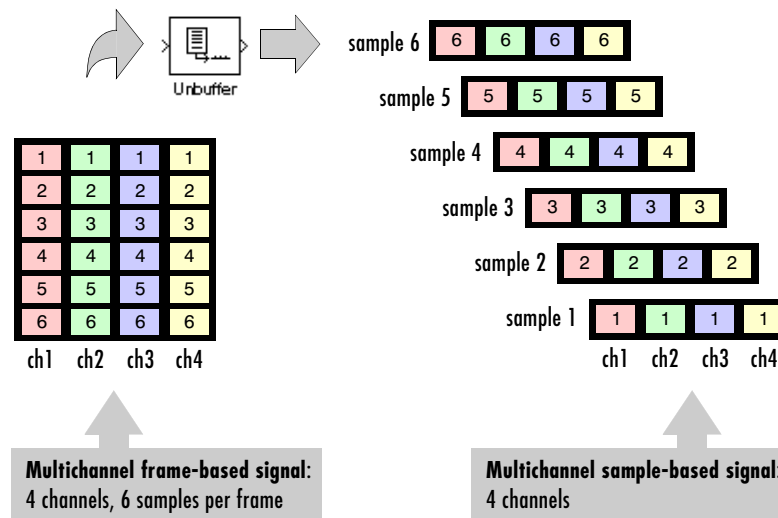 Unbuffer
sample 6 6 6 6 6
sample 5 5 5 5 5
sample 4 4 4 4 4
sample 3 3 3 3 3
sample 2 2 2 2 2
sample 1 1 1 1 1
ch1 ch2 ch3 ch4
1 1 1 1
2 2 2 2
3 3 3 3
4 4 4 4
5 5 5 5
6 6 6 6
ch1 ch2 ch3 ch4
Multichannel frame-based signal:
4 channels, 6 samples per frame
Multichannel sample-based signal:
4 channels